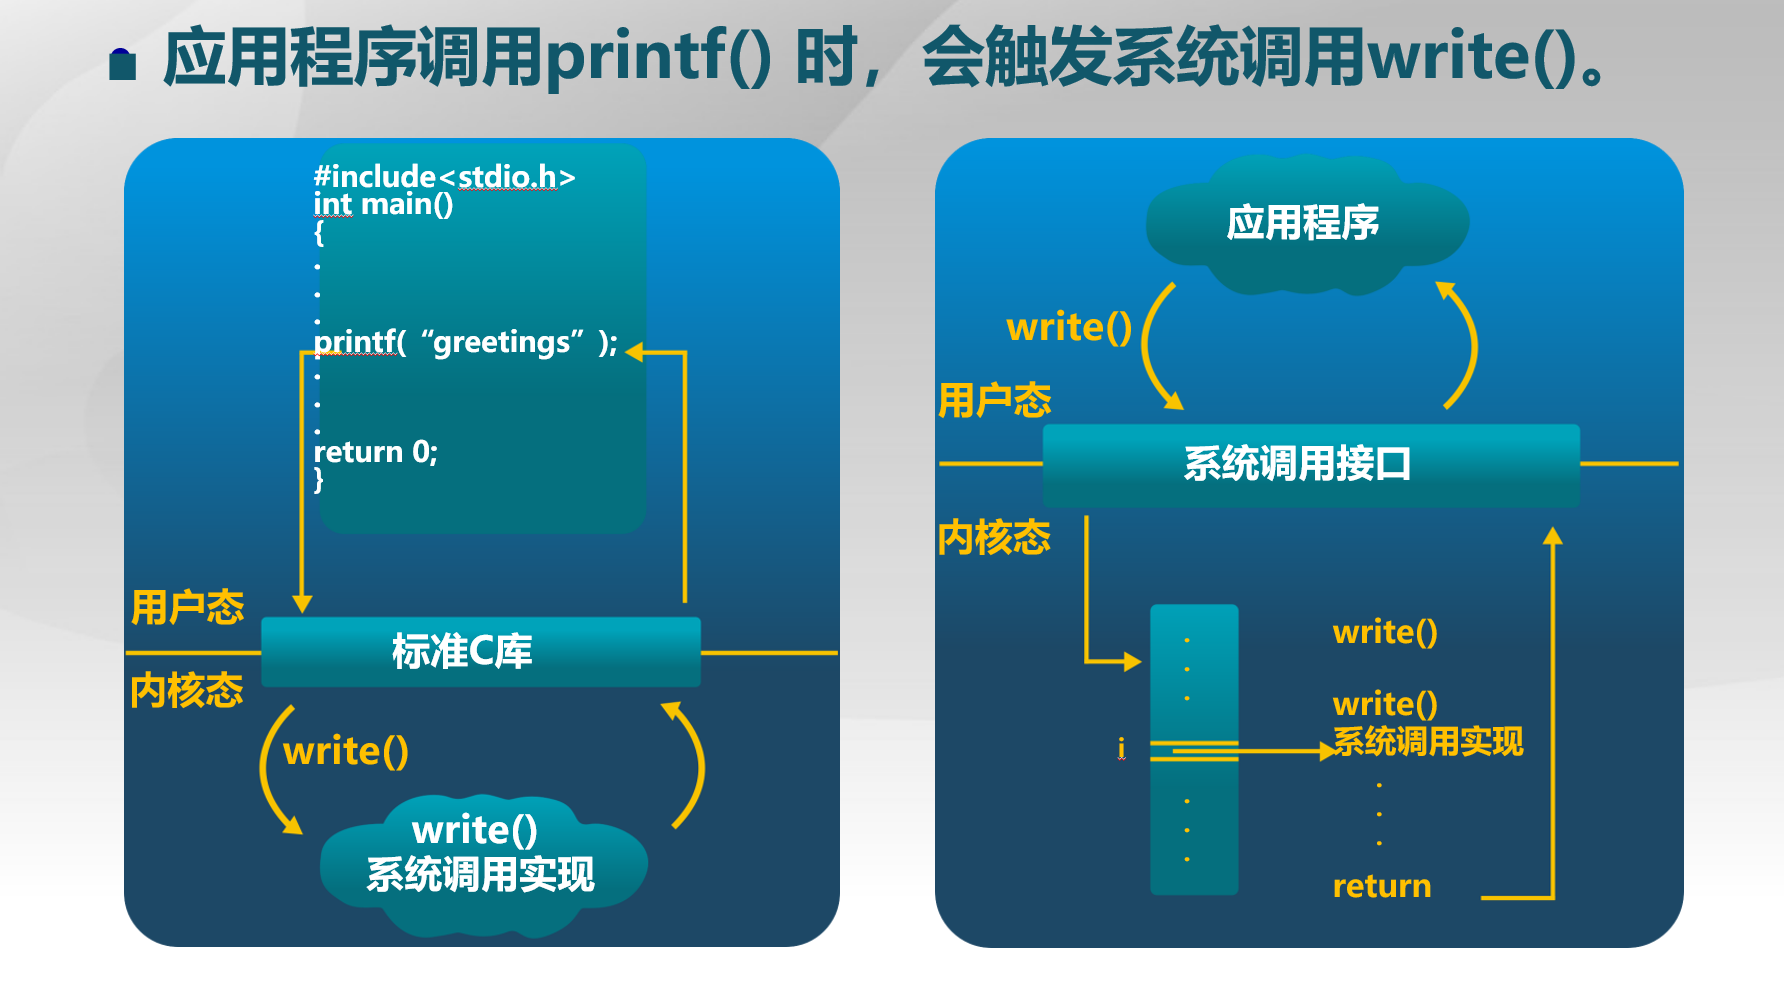 应用程序调用printf() 时，会触发系统调用write()。
#include<stdio.h>
int main()
{
.
.
.
printf( “greetings” );
.
.
.
return 0;
}
用户态
标准C库
内核态
write()
write()
系统调用实现
应用程序
write()
用户态
系统调用接口
内核态
.
.
.
i
.
.
.
write()
write()
系统调用实现
.
.
.
return